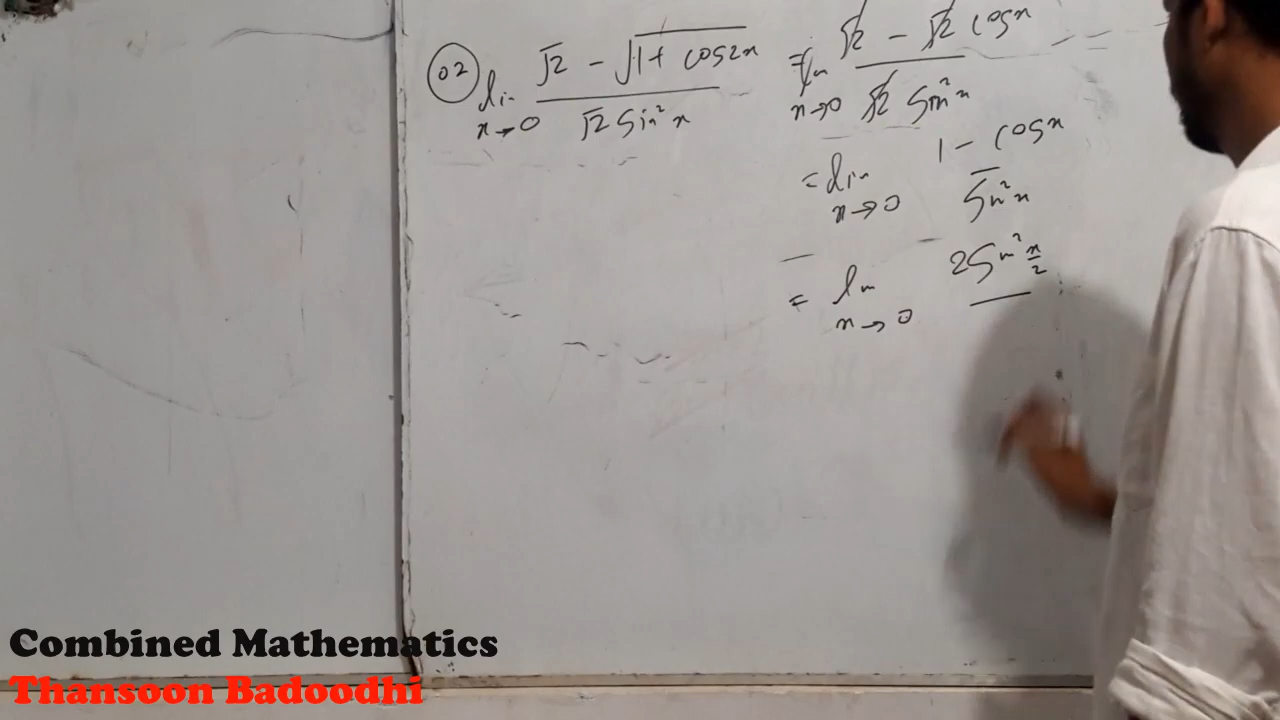 02 lim x→0 (√2 - √(1 + cos2x)) / (√2 Sin²x)
= lim x→0 (√2 - √2 cosx) / (√2 Sin²x)
= lim x→0 (1 - cosx) / (Sin²x)
= lim x→0 2Sin² x/2
Combined Mathematics
Thansoon Badoodhi